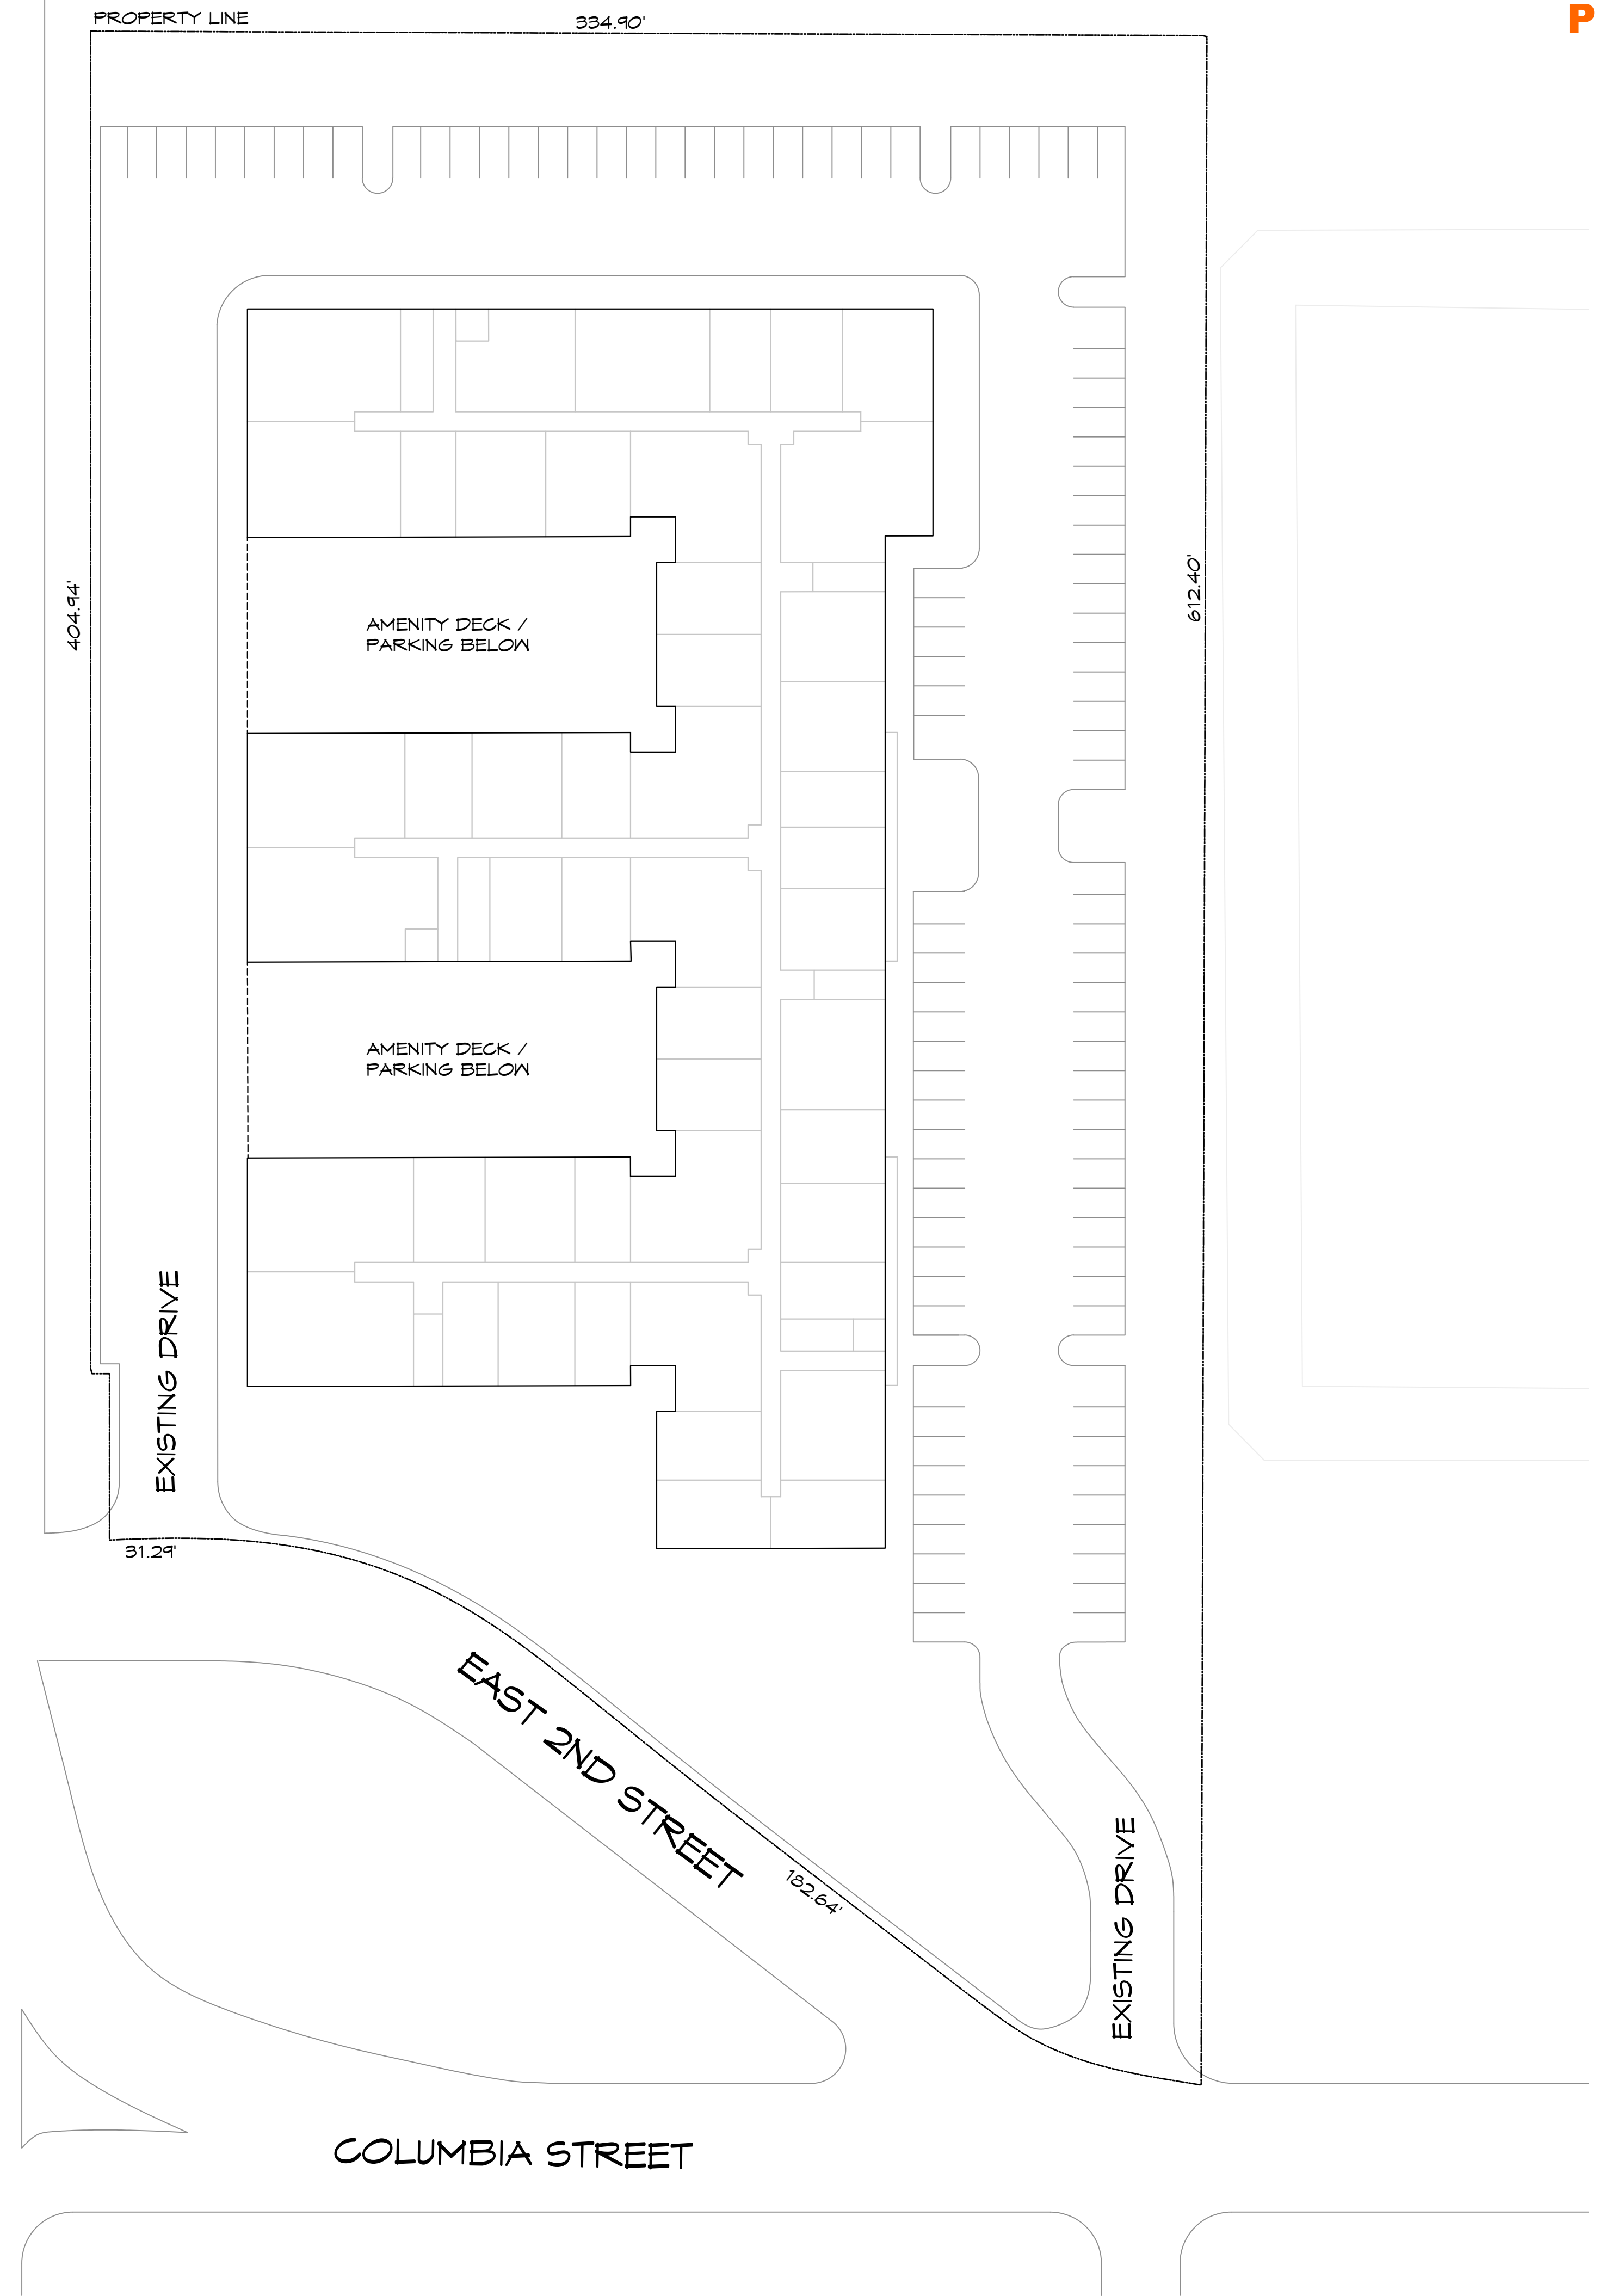 PROPERTY LINE
334.90'
P
404.94'
612.40'
AMENITY DECK /
PARKING BELOW
AMENITY DECK /
PARKING BELOW
EXISTING DRIVE
31.29'
EAST 2ND STREET
182.64'
EXISTING DRIVE
COLUMBIA STREET